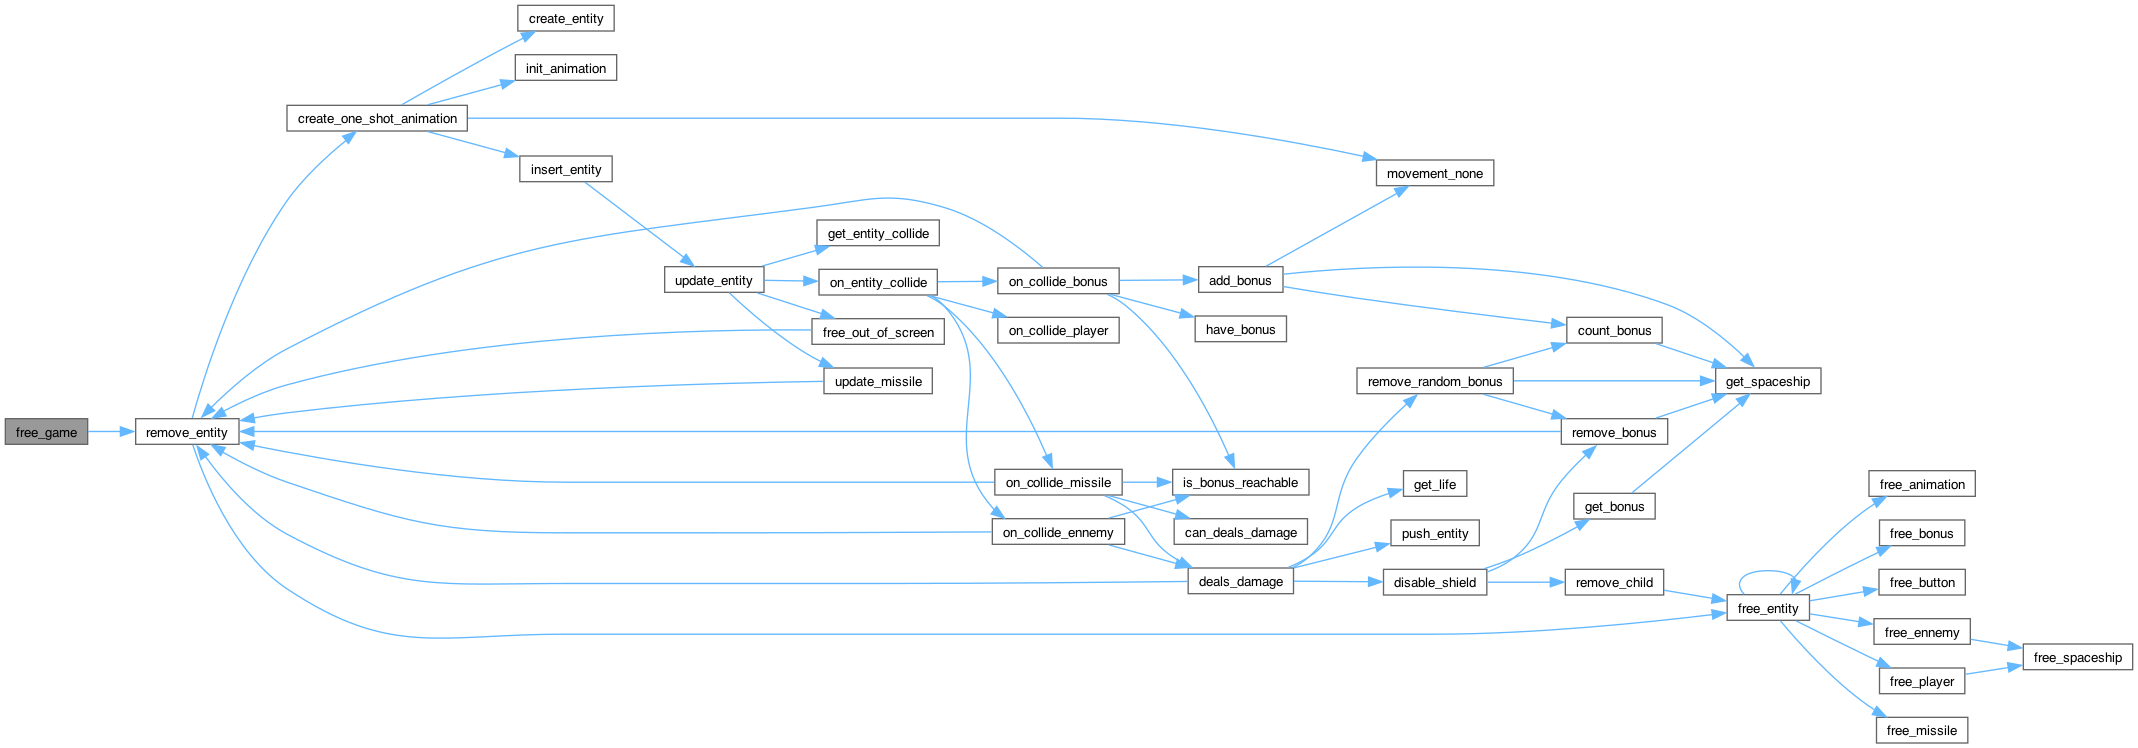 create_entity
init_animation
create_one_shot_animation
insert_entity
movement_none
get_entity_collide
update_entity
on_entity_collide
on_collide_bonus
add_bonus
free_out_of_screen
on_collide_player
have_bonus
count_bonus
update_missile
remove_random_bonus
get_spaceship
free_game
remove_entity
remove_bonus
on_collide_missile
is_bonus_reachable
get_life
free_animation
get_bonus
on_collide_ennemy
can_deals_damage
push_entity
free_bonus
deals_damage
disable_shield
remove_child
free_button
free_entity
free_ennemy
free_spaceship
free_player
free_missile